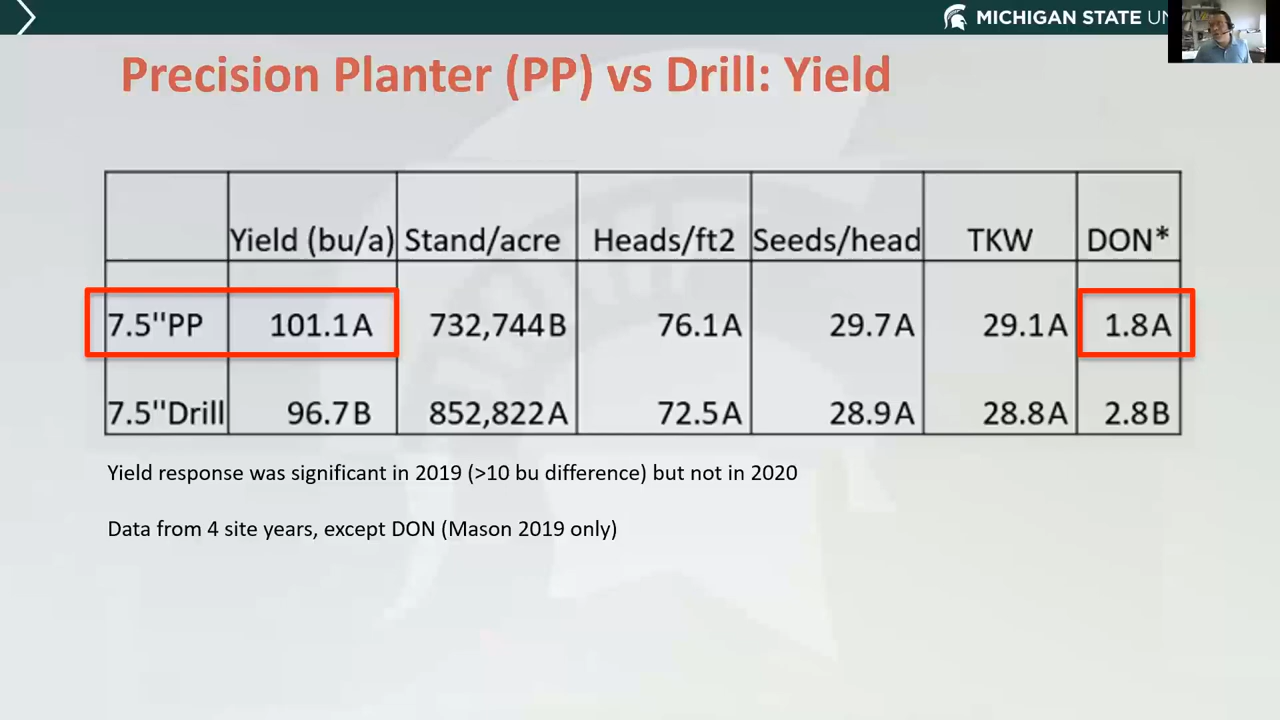 MICHIGAN STATE UN
Precision Planter (PP) vs Drill: Yield
Yield (bu/a) Stand/acre Heads/ft2 Seeds/head TKW DON*
7.5"PP 101.1A 732,744B 76.1A 29.7A 29.1A 1.8A
7.5"Drill 96.7B 852,822A 72.5A 28.9A 28.8A 2.8B
Yield response was significant in 2019 (>10 bu difference) but not in 2020
Data from 4 site years, except DON (Mason 2019 only)